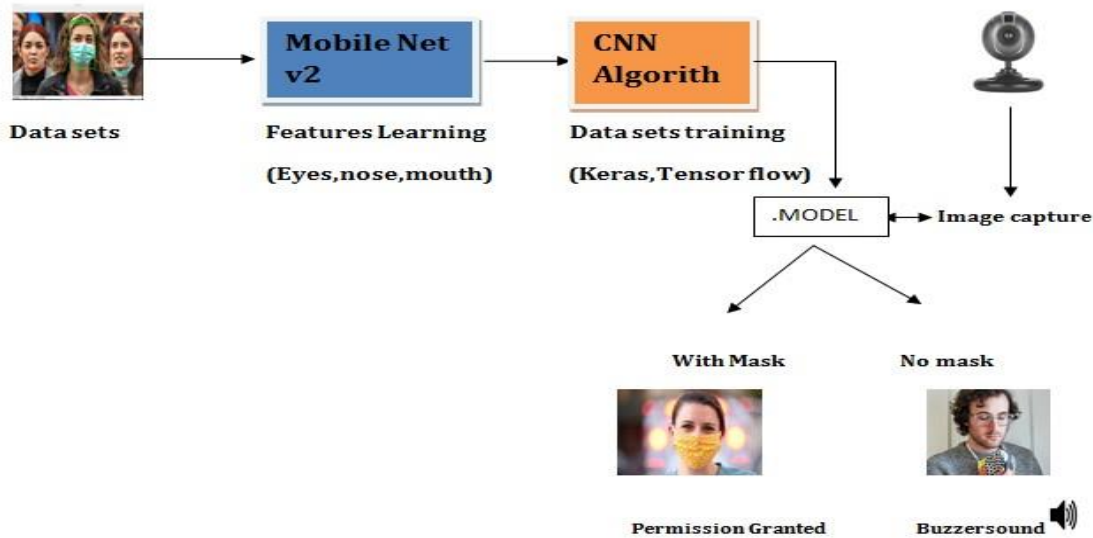 Mobile Net
v2
CNN
Algorith
Data sets
Features Learning
(Eyes,nose,mouth)
Data sets training
(Keras,Tensor flow)
.MODEL
Image capture
With Mask
No mask
Permission Granted
Buzzersound